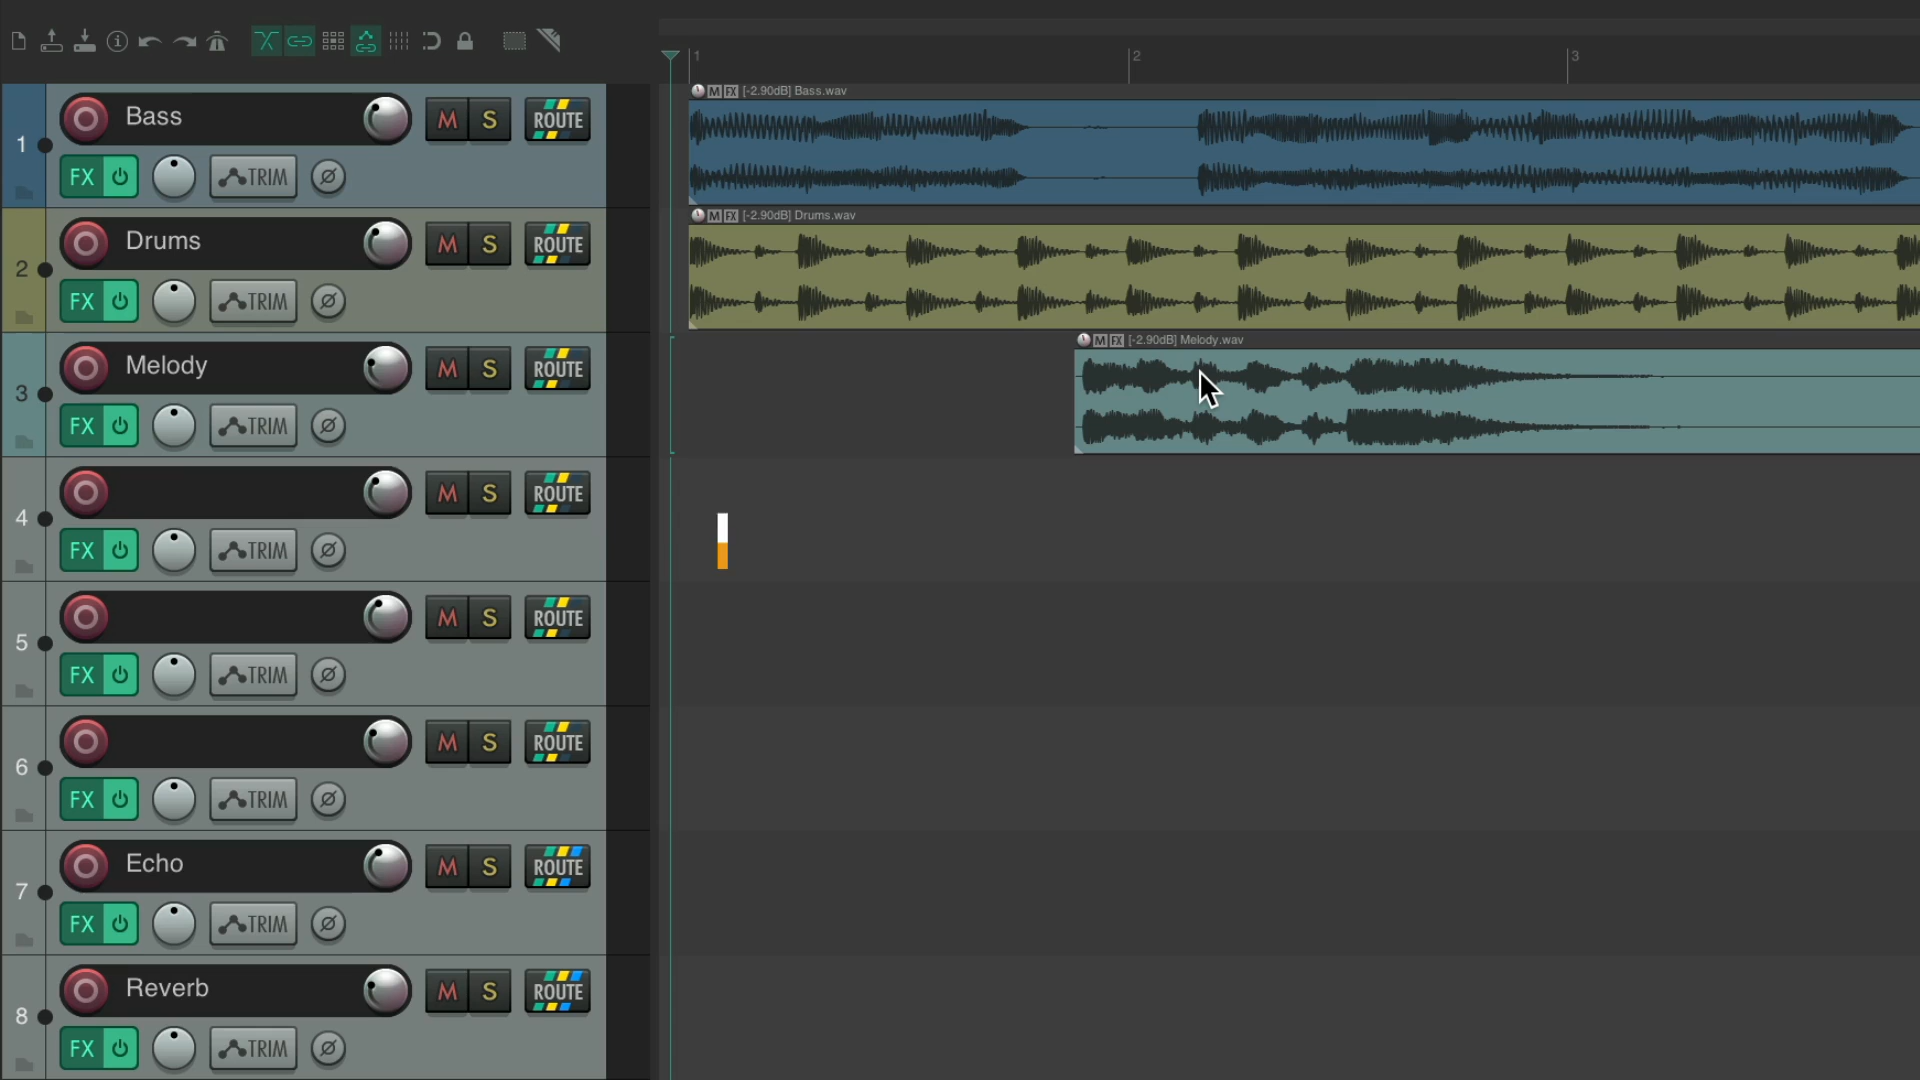 1 2 3
M FX [-2.90dB] Bass.wav
1 Bass M S ROUTE
FX TRIM
M FX [-2.90dB] Drums.wav
2 Drums M S ROUTE
FX TRIM
M FX [-2.90dB] Melody.wav
3 Melody M S ROUTE
FX TRIM
4 M S ROUTE
FX TRIM
5 M S ROUTE
FX TRIM
6 M S ROUTE
FX TRIM
7 Echo M S ROUTE
FX TRIM
8 Reverb M S ROUTE
FX TRIM